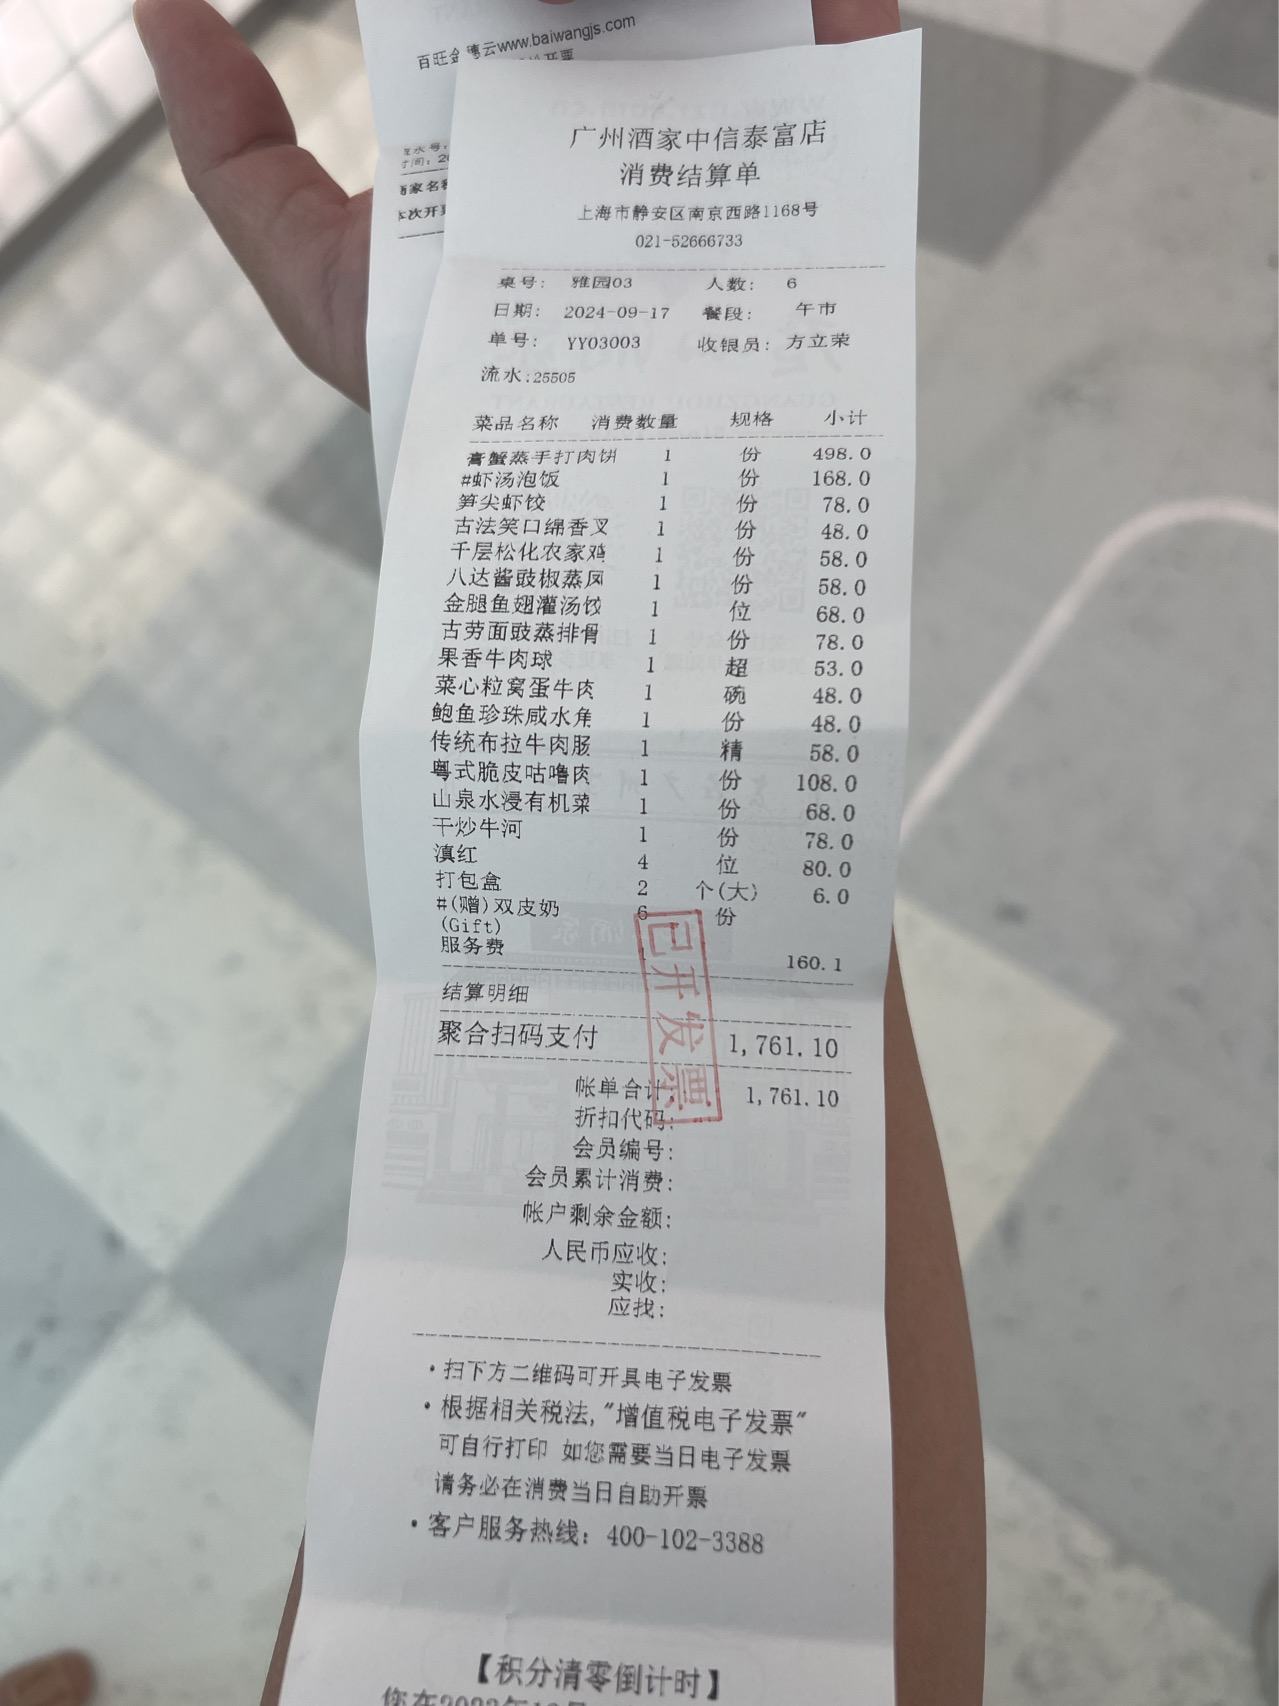 百旺金穗云www.baiwangjs.com
广州酒家中信泰富店
消费结算单
上海市静安区南京西路1168号
021-52666733
桌号: 雅园03 人数: 6
日期: 2024-09-17 餐段: 午市
单号: YY03003 收银员: 方立荣
流水:25505
菜品名称 消费数量 规格 小计
膏蟹蒸手打肉饼 1 份 498.0
#虾汤泡饭 1 份 168.0
笋尖虾饺 1 份 78.0
古法笑口绵香叉 1 份 48.0
千层松化农家鸡 1 份 58.0
八达酱豉椒蒸凤 1 份 58.0
金腿鱼翅灌汤饺 1 位 68.0
古劳面豉蒸排骨 1 份 78.0
果香牛肉球 1 超 53.0
菜心粒窝蛋牛肉 1 碗 48.0
鲍鱼珍珠咸水角 1 份 48.0
传统布拉牛肉肠 1 精 58.0
粤式脆皮咕噜肉 1 份 108.0
山泉水浸有机菜 1 份 68.0
干炒牛河 1 份 78.0
滇红 4 位 80.0
打包盒 2 个(大) 6.0
#(赠)双皮奶 6 份
(Gift)
服务费 160.1
已开发票
结算明细
聚合扫码支付 1,761.10
帐单合计: 1,761.10
折扣代码:
会员编号:
会员累计消费:
帐户剩余金额:
人民币应收:
实收:
应找:
·扫下方二维码可开具电子发票
·根据相关税法,"增值税电子发票"
可自行打印 如您需要当日电子发票
请务必在消费当日自助开票
·客户服务热线: 400-102-3388
【积分清零倒计时】